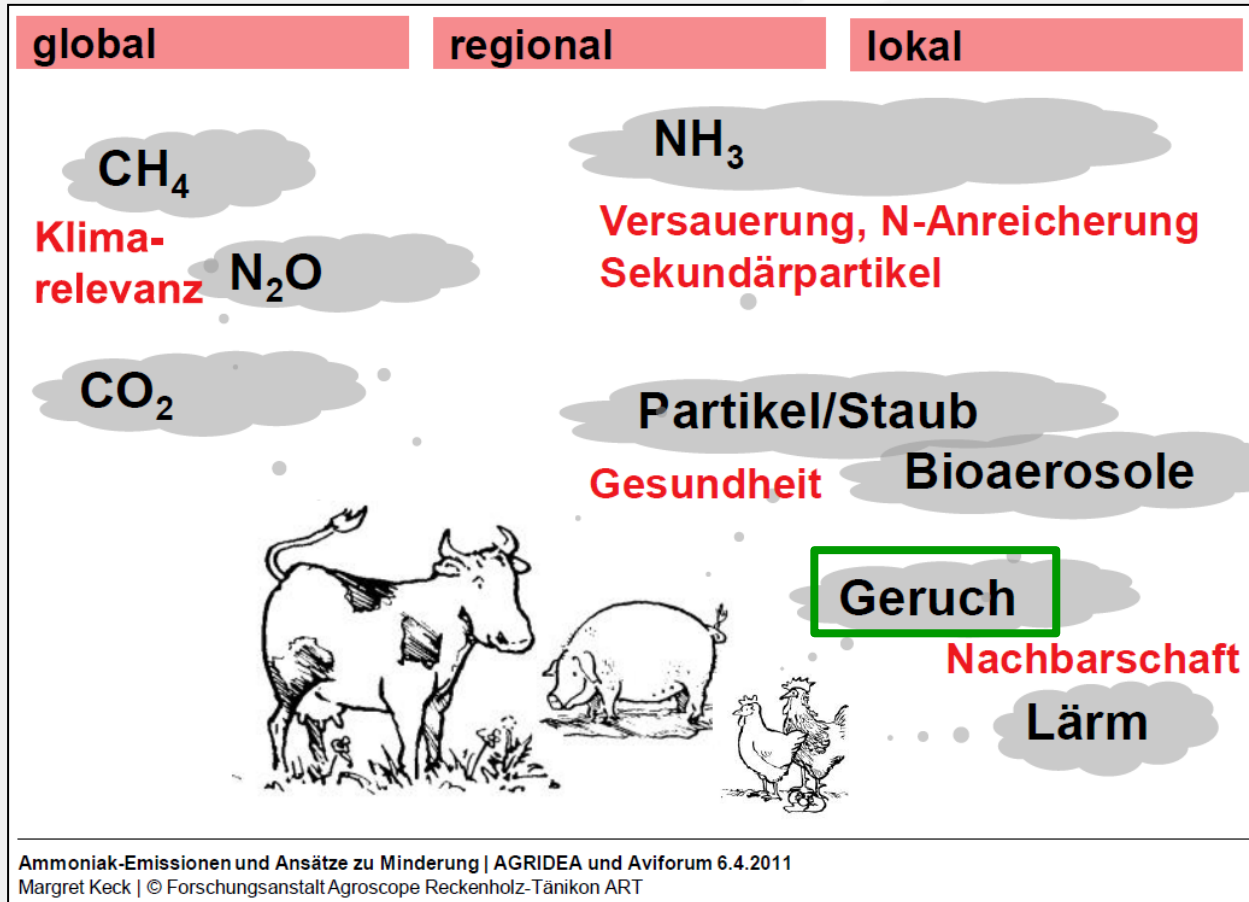 global
regional
lokal
CH₄
NH₃
Klima-
relevanz
N₂O
Versauerung, N-Anreicherung
Sekundärpartikel
CO₂
Partikel/Staub
Gesundheit
Bioaerosole
Geruch
Nachbarschaft
Lärm
Ammoniak-Emissionen und Ansätze zu Minderung | AGRIDEA und Aviforum 6.4.2011
Margret Keck | © Forschungsanstalt Agroscope Reckenholz-Tänikon ART